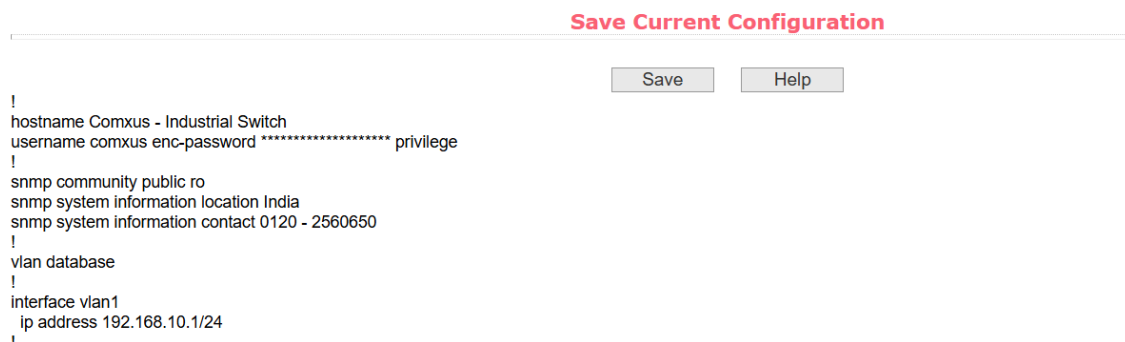 Save Current Configuration
Save Help
!
hostname Comxus - Industrial Switch
username comxus enc-password ******************** privilege
!
snmp community public ro
snmp system information location India
snmp system information contact 0120 - 2560650
!
vlan database
!
interface vlan1
ip address 192.168.10.1/24
!